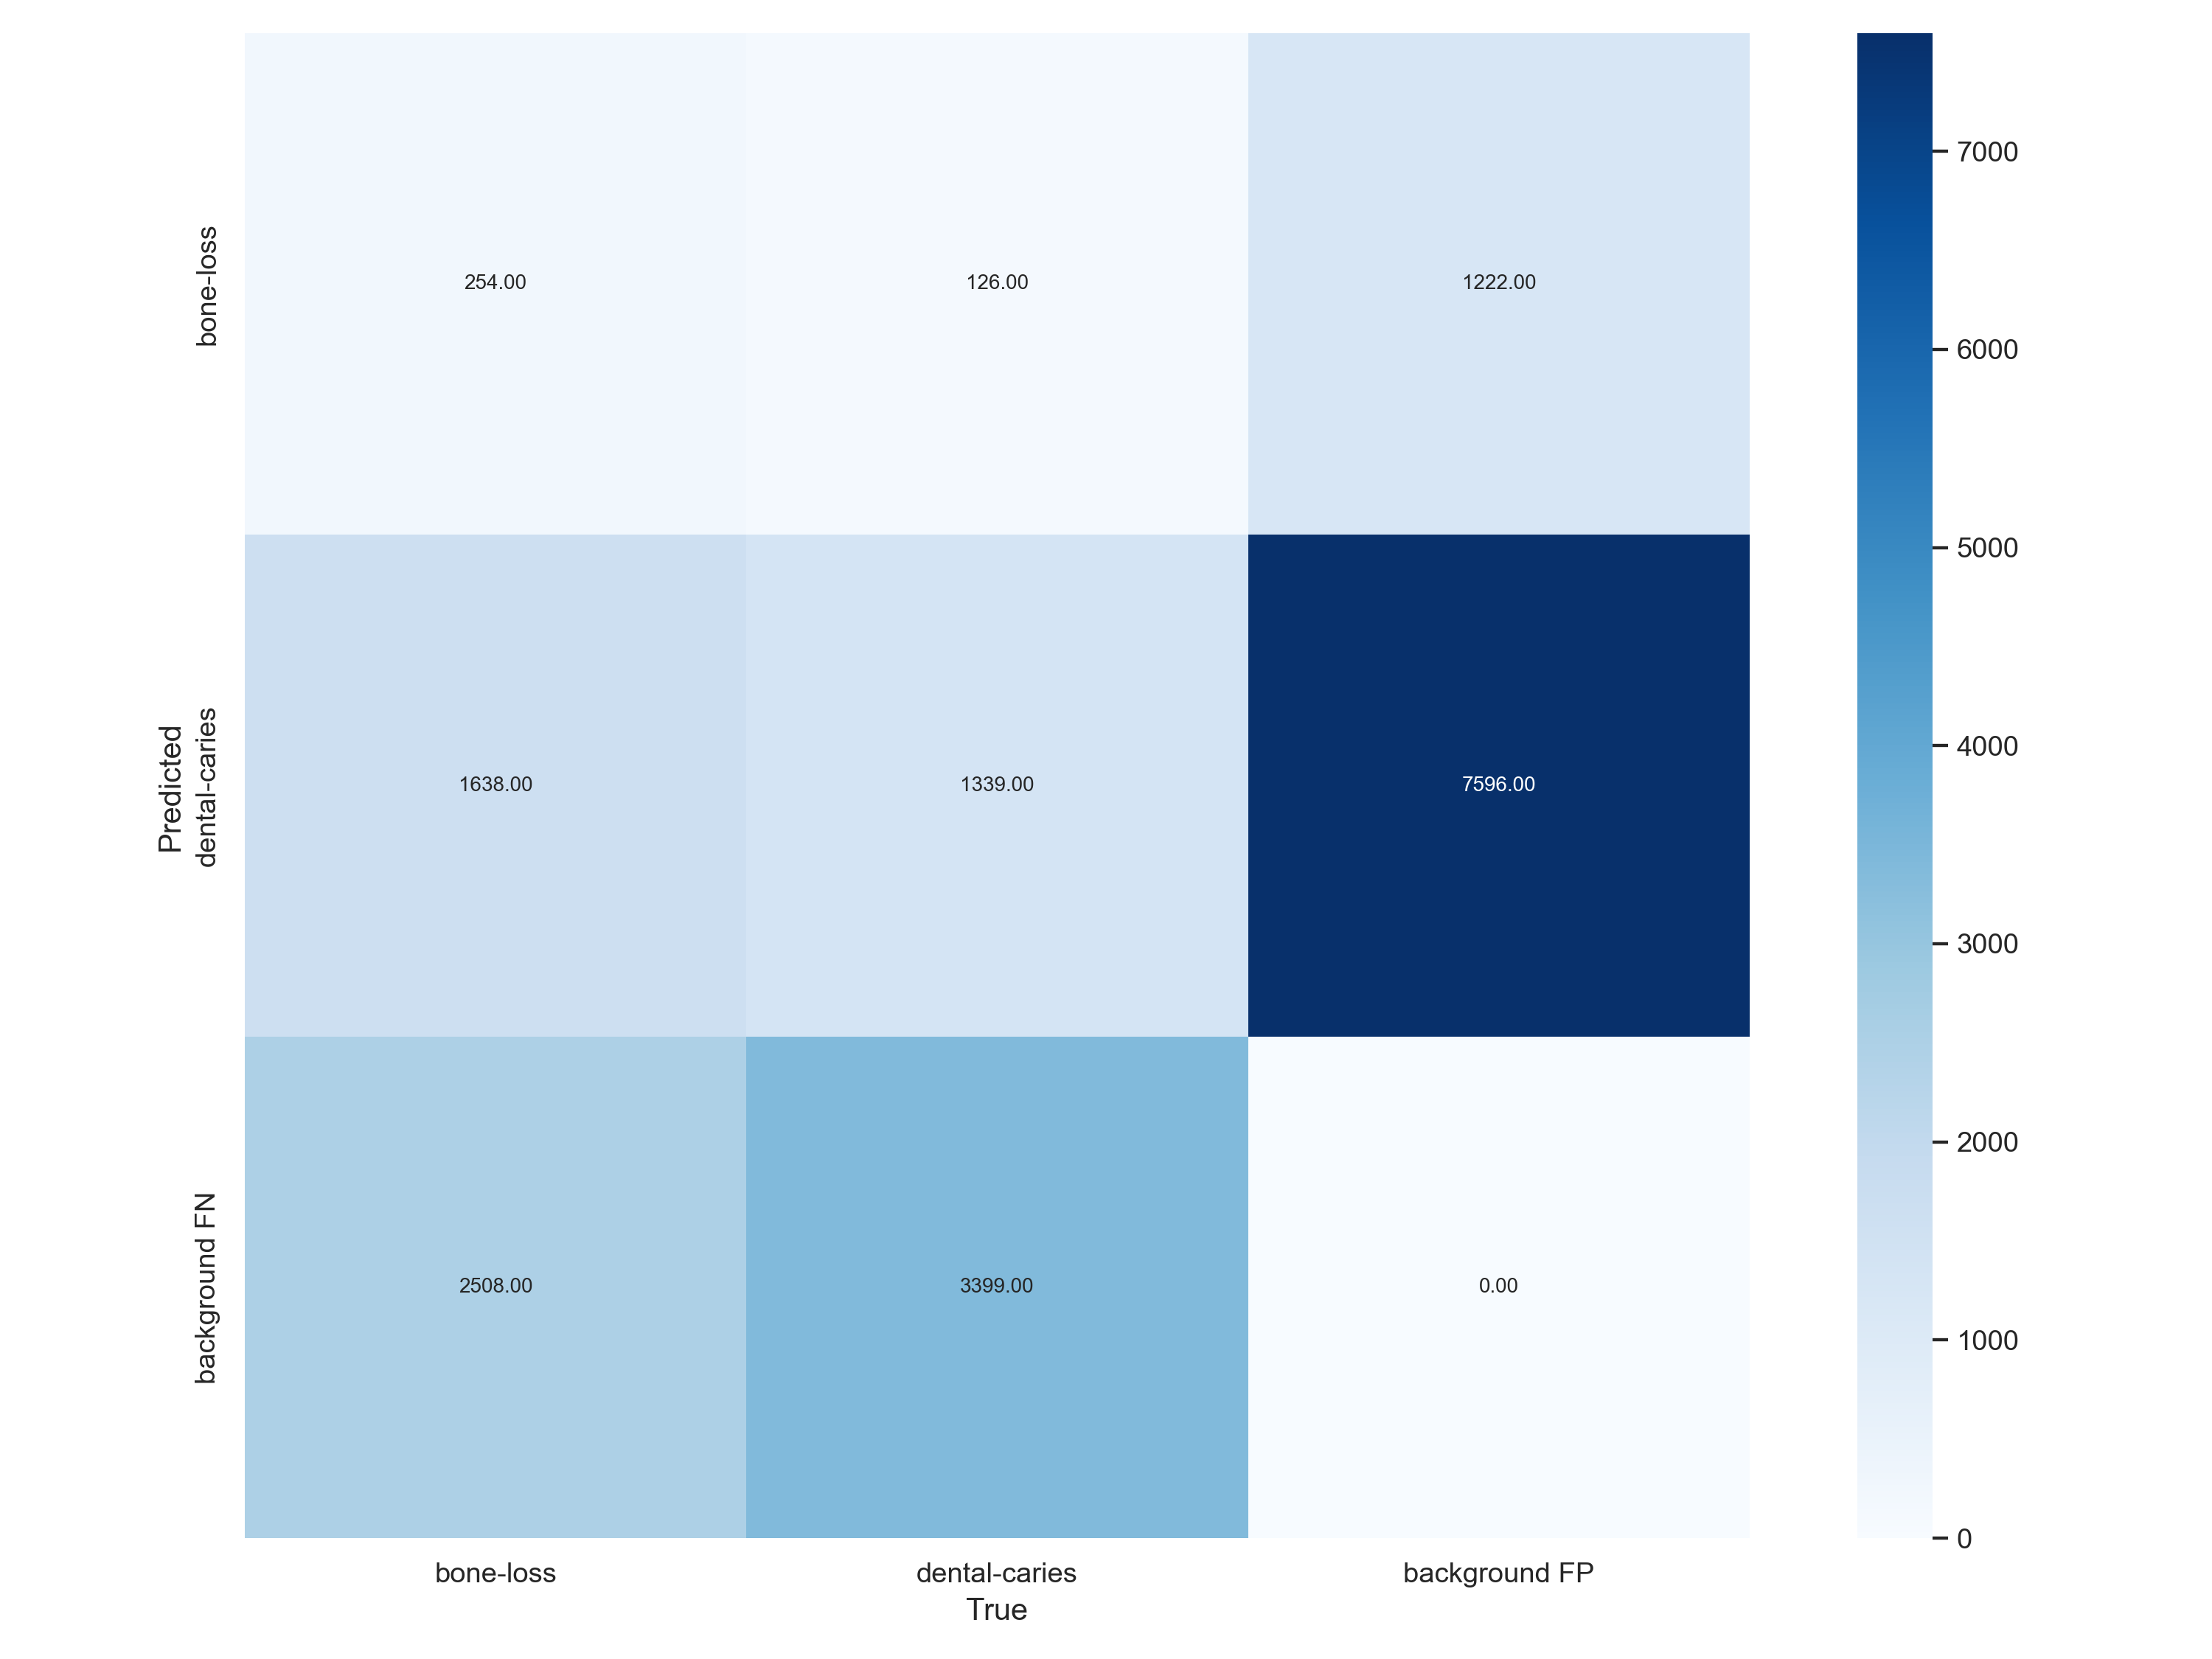 bone-loss
254.00
126.00
1222.00
7000
6000
5000
4000
3000
2000
1000
0
Predicted
dental-caries
1638.00
1339.00
7596.00
background FN
2508.00
3399.00
0.00
bone-loss
dental-caries
background FP
True